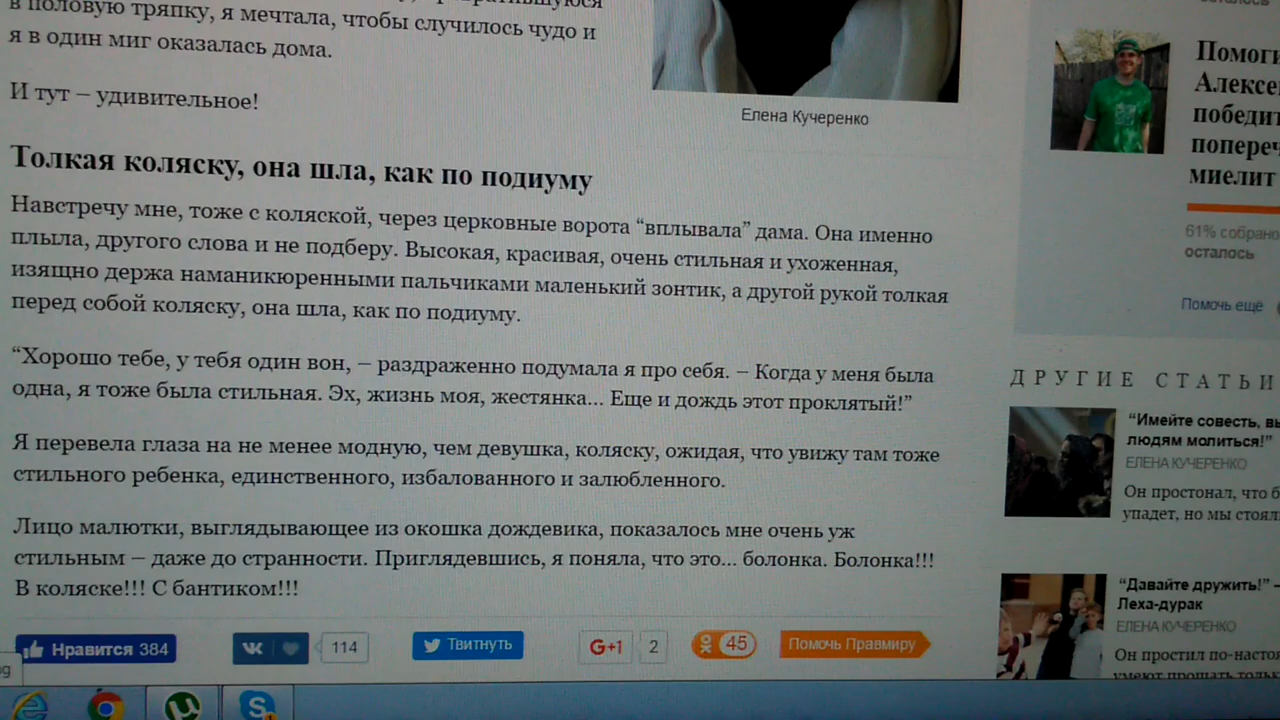 в половую тряпку, я мечтала, чтобы случилось чудо и
я в один миг оказалась дома.
И тут – удивительное!
Елена Кучеренко
Толкая коляску, она шла, как по подиуму
Навстречу мне, тоже с коляской, через церковные ворота “вплывала” дама. Она именно
плыла, другого слова и не подберу. Высокая, красивая, очень стильная и ухоженная,
изящно держа наманикюренными пальчиками маленький зонтик, а другой рукой толкая
перед собой коляску, она шла, как по подиуму.
“Хорошо тебе, у тебя один вон, – раздраженно подумала я про себя. – Когда у меня была
одна, я тоже была стильная. Эх, жизнь моя, жестянка... Еще и дождь этот проклятый!”
Я перевела глаза на не менее модную, чем девушка, коляску, ожидая, что увижу там тоже
стильного ребенка, единственного, избалованного и залюбленного.
Лицо малютки, выглядывающее из окошка дождевика, показалось мне очень уж
стильным – даже до странности. Приглядевшись, я поняла, что это... болонка. Болонка!!!
В коляске!!! С бантиком!!!
Нравится 384
114
Твитнуть
G+1
2
45
Помочь Правмиру
Помоги
Алексе
победит
попереч
миелит
61% собрано
осталось
Помочь ещё
ДРУГИЕ СТАТЬИ
“Имейте совесть, вы
людям молиться!”
ЕЛЕНА КУЧЕРЕНКО
Он простонал, что б
упадет, но мы стоял
“Давайте дружить!” –
Леха-дурак
ЕЛЕНА КУЧЕРЕНКО
Он простил по-настоя
умеют прощать только